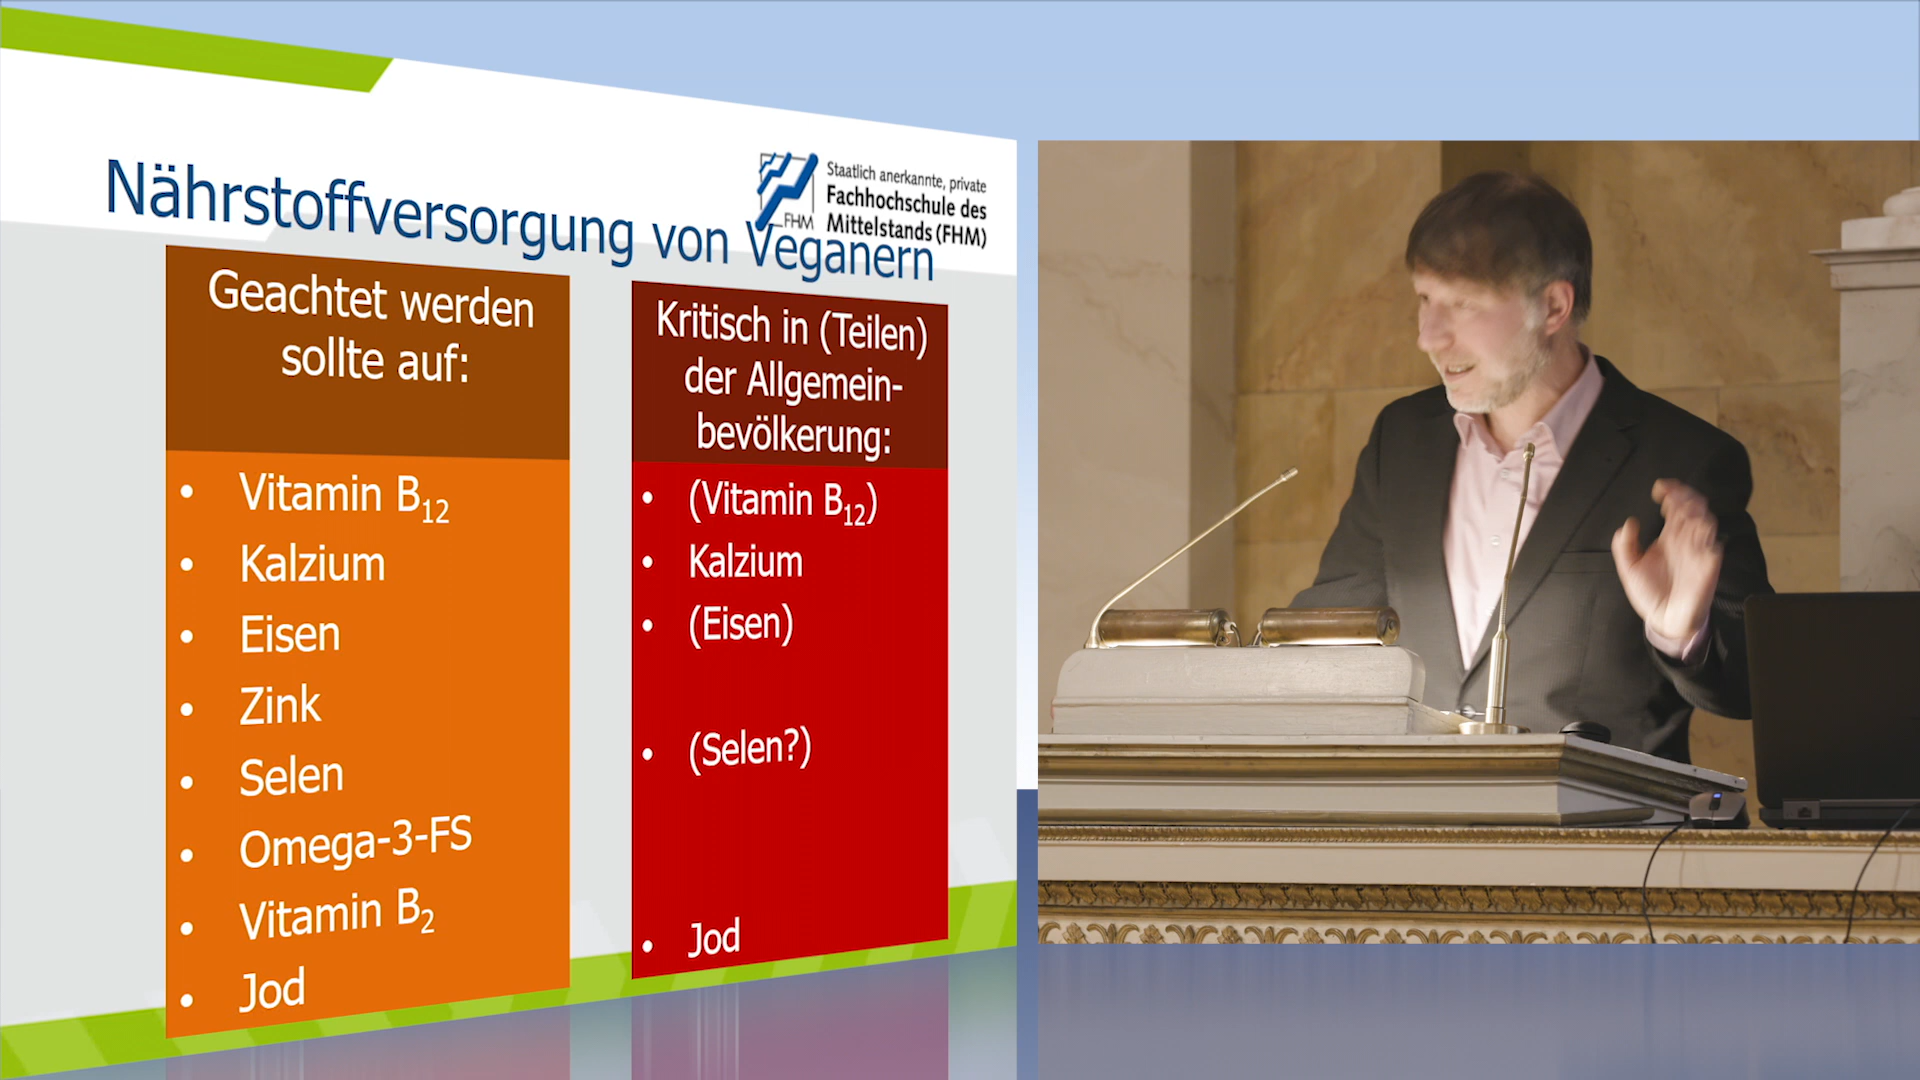 Nährstoffversorgung von Veganern
FHM
Staatlich anerkannte, private
Fachhochschule des
Mittelstands (FHM)
Geachtet werden
sollte auf:
• Vitamin B₁₂
• Kalzium
• Eisen
• Zink
• Selen
• Omega-3-FS
• Vitamin B₂
• Jod
Kritisch in (Teilen)
der Allgemein-
bevölkerung:
• (Vitamin B₁₂)
• Kalzium
• (Eisen)
• (Selen?)
• Jod